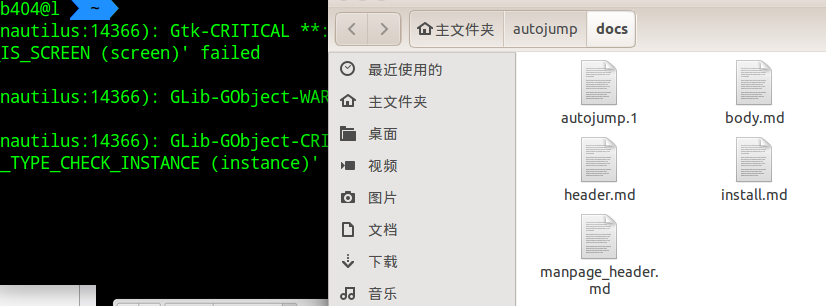 b404@l ~
nautilus:14366): Gtk-CRITICAL **:
IS_SCREEN (screen)' failed
nautilus:14366): GLib-GObject-WAR
nautilus:14366): GLib-GObject-CRI
_TYPE_CHECK_INSTANCE (instance)'
主文件夹 autojump docs
最近使用的
主文件夹
桌面
视频
图片
文档
下载
音乐
autojump.1
body.md
header.md
install.md
manpage_header.
md